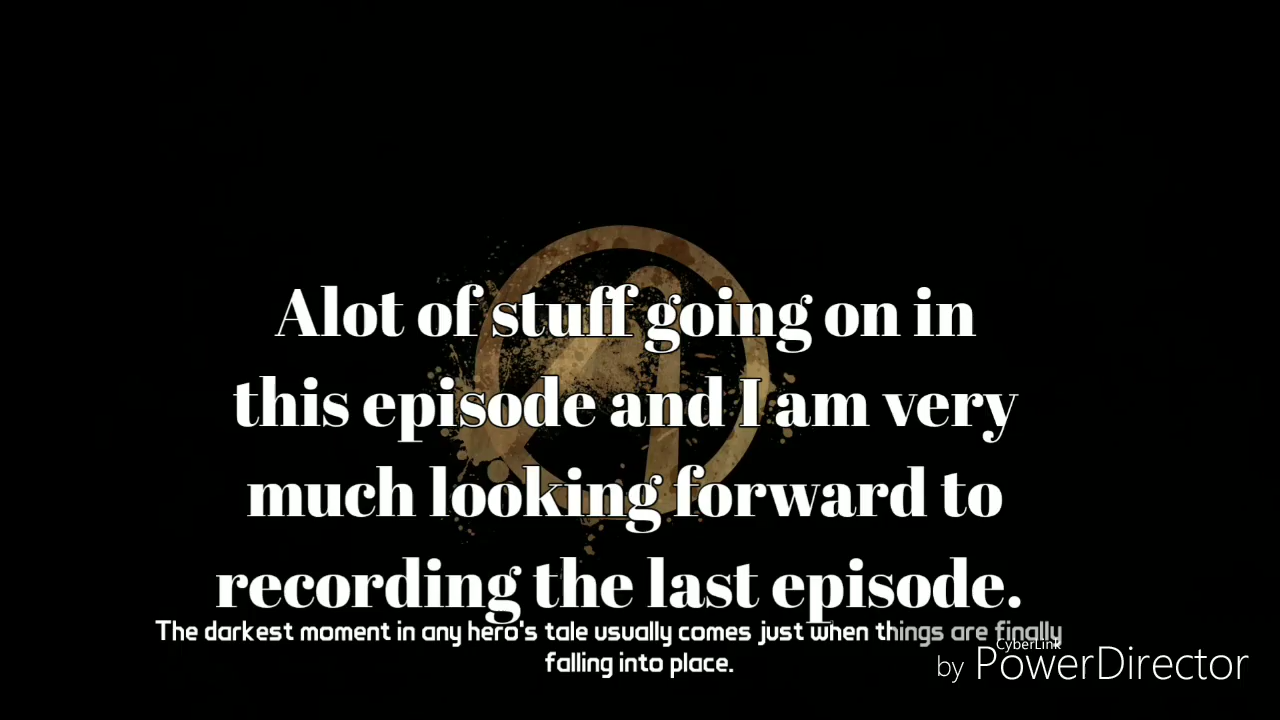 Alot of stuff going on in
this episode and I am very
much looking forward to
recording the last episode.
The darkest moment in any hero's tale usually comes just when things are finally
falling into place.
CyberLink
by PowerDirector